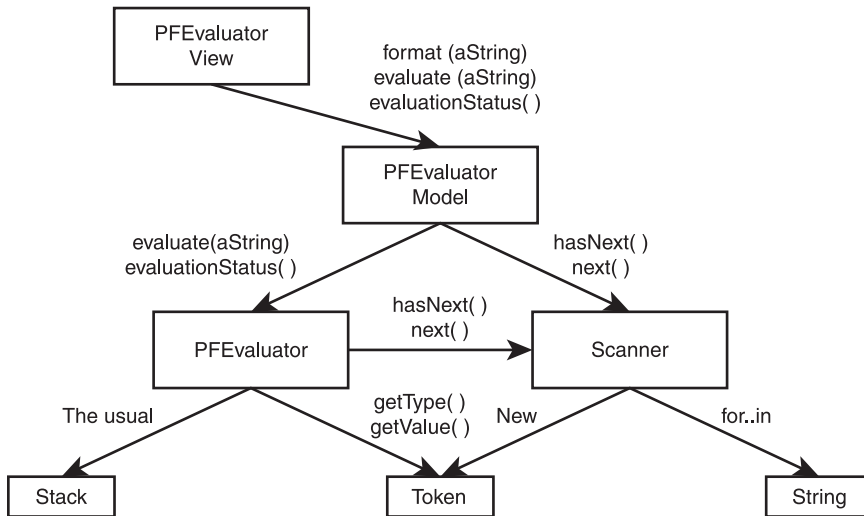 PFEvaluator
View
format (aString)
evaluate (aString)
evaluationStatus( )
PFEvaluator
Model
evaluate(aString)
evaluationStatus( )
hasNext( )
next( )
hasNext( )
next( )
PFEvaluator
Scanner
The usual
getType( )
getValue( )
New
for..in
Stack
Token
String